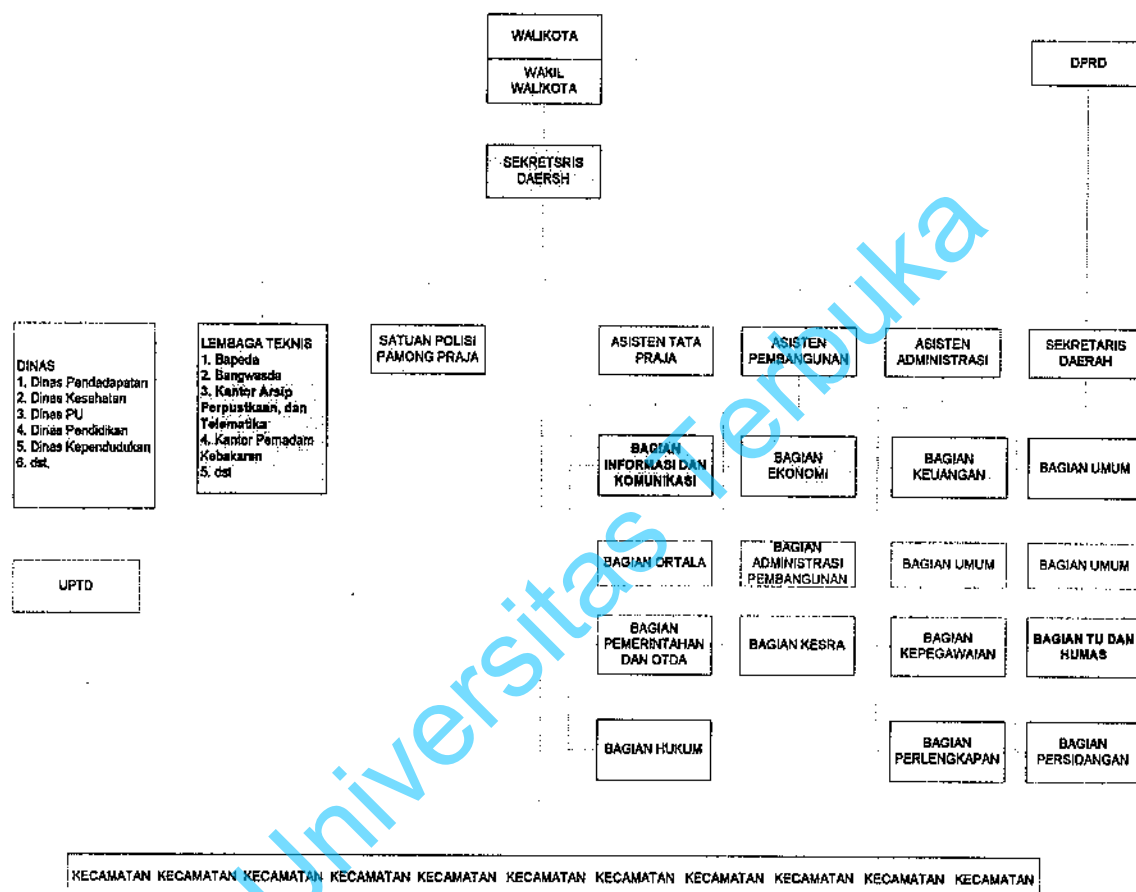 WALIKOTA
WAKIL
WALIKOTA
DPRD
SEKRETSRIS
DAERSH
DINAS
1. Dinas Pendadapatan
2. Dinas Kesahatan
3. Dinas PU
4. Dinas Pendidikan
5. Dinas Kependudukan
6. dst.
LEMBAGA TEKNIS
1. Bapeda
2. Bangwasda
3. Kantor Arsip
Perpustkaan, dan
Telematika
4. Kantor Pemadam
Kebakaran
5. dst
SATUAN POLISI
PAMONG PRAJA
ASISTEN TATA
PRAJA
ASISTEN
PEMBANGUNAN
ASISTEN
ADMINISTRASI
SEKRETARIS
DAERAH
BAGIAN
INFORMASI DAN
KOMUNIKASI
BAGIAN
EKONOMI
BAGIAN
KEUANGAN
BAGIAN UMUM
UPTD
BAGIAN ORTALA
BAGIAN
ADMINISTRASI
PEMBANGUNAN
BAGIAN UMUM
BAGIAN UMUM
BAGIAN
PEMERINTAHAN
DAN OTDA
BAGIAN KESRA
BAGIAN
KEPEGAWAIAN
BAGIAN TU DAN
HUMAS
BAGIAN HUKUM
BAGIAN
PERLENGKAPAN
BAGIAN
PERSIDANGAN
KECAMATAN KECAMATAN KECAMATAN KECAMATAN KECAMATAN KECAMATAN KECAMATAN KECAMATAN KECAMATAN KECAMATAN KECAMATAN
Universitas Terbuka